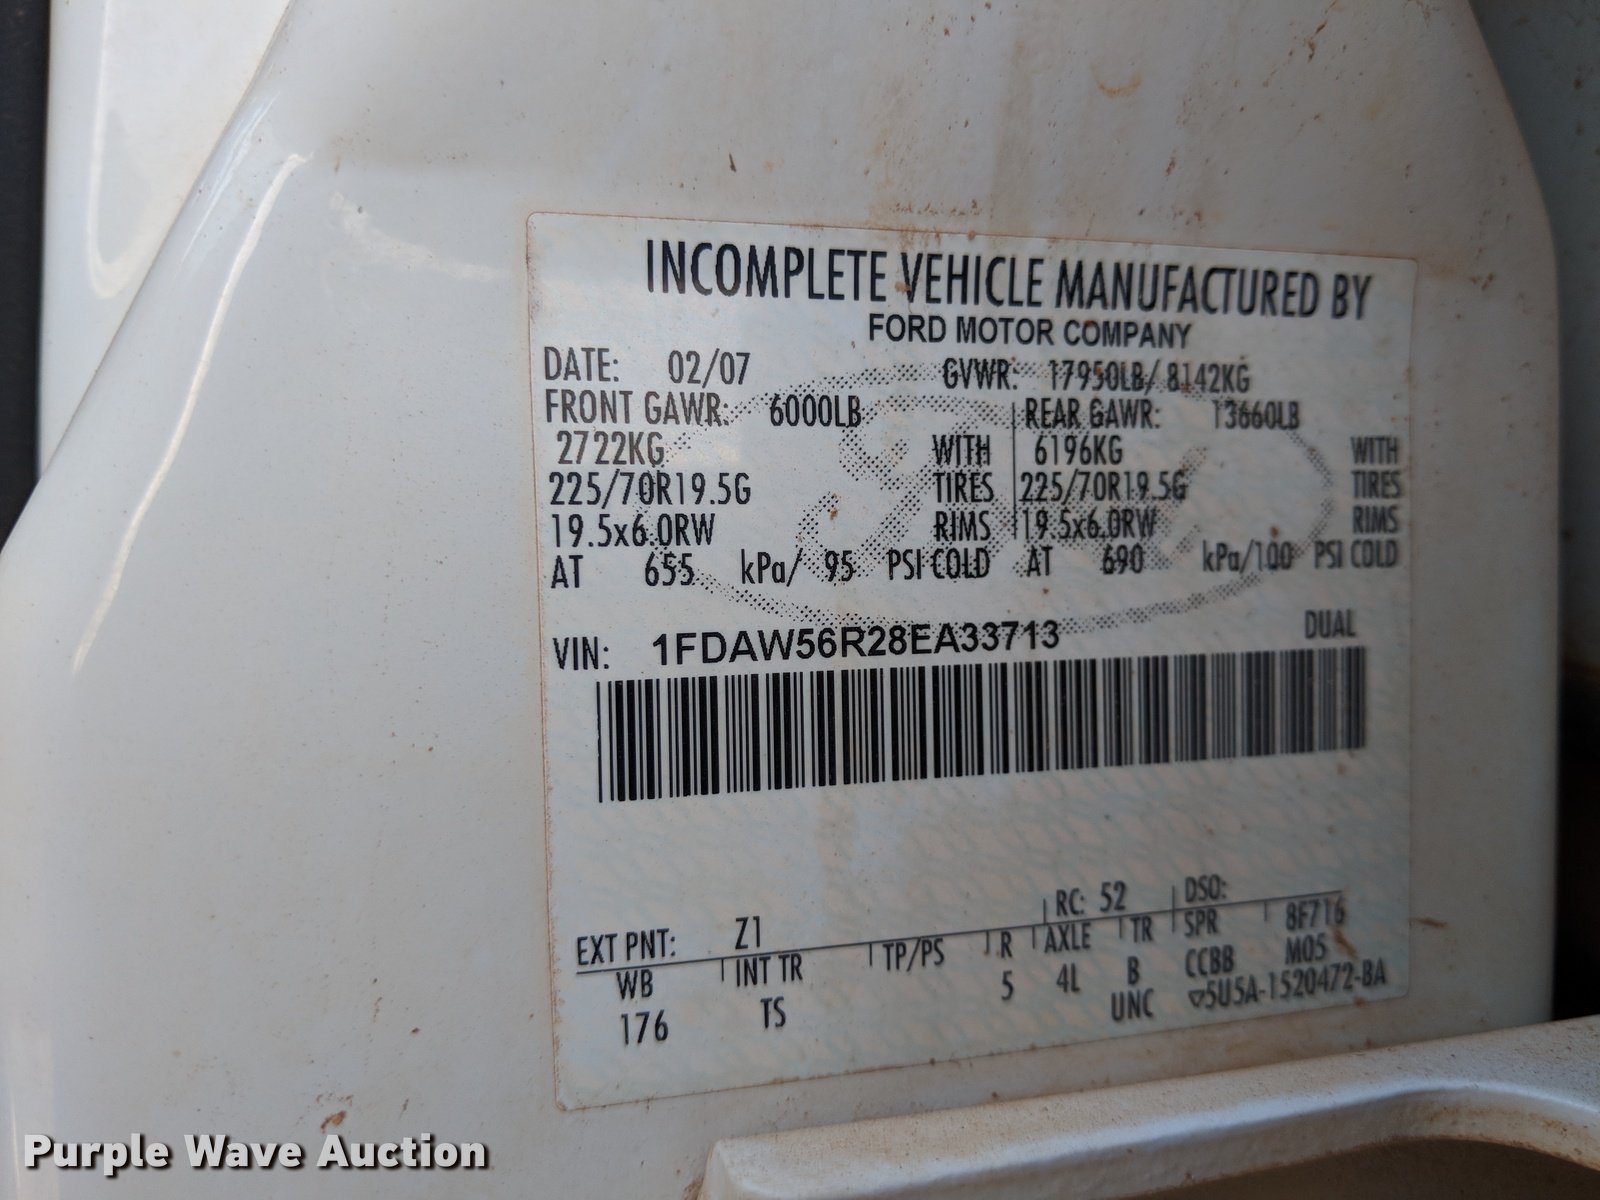 INCOMPLETE VEHICLE MANUFACTURED BY
FORD MOTOR COMPANY
DATE: 02/07 GVWR: 17950LB/ 8142KG
FRONT GAWR: 6000LB REAR GAWR: 13660LB
2722KG WITH 6196KG WITH
225/70R19.5G TIRES 225/70R19.5G TIRES
19.5x6.0RW RIMS 19.5x6.0RW RIMS
AT 655 kPa/ 95 PSI COLD AT 690 kPa/100 PSI COLD
VIN: 1FDAW56R28EA33713 DUAL
EXT PNT: Z1 RC: 52 DSO:
WB INT TR TP/PS R AXLE TR SPR 8F716
176 TS 5 4L B CCBB M05
UNC ▽5U5A-1520472-BA
Purple Wave Auction